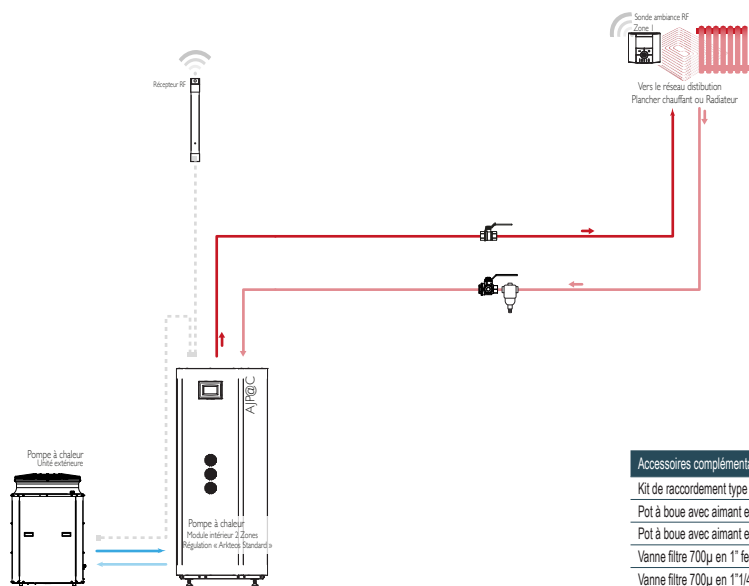 Sonde ambiance RF
Zone 1
Récepteur RF
Vers le réseau distibution
Plancher chauffant ou Radiateur
AJP@C
Pompe à chaleur
Unité extérieure
Pompe à chaleur
Module intérieur 2 Zones
Régulation « Arkteos Standard »
Accessoires complémenta
Kit de raccordement type
Pot à boue avec aimant e
Pot à boue avec aimant e
Vanne filtre 700µ en 1" fe
Vanne filtre 700µ en 1"1/4